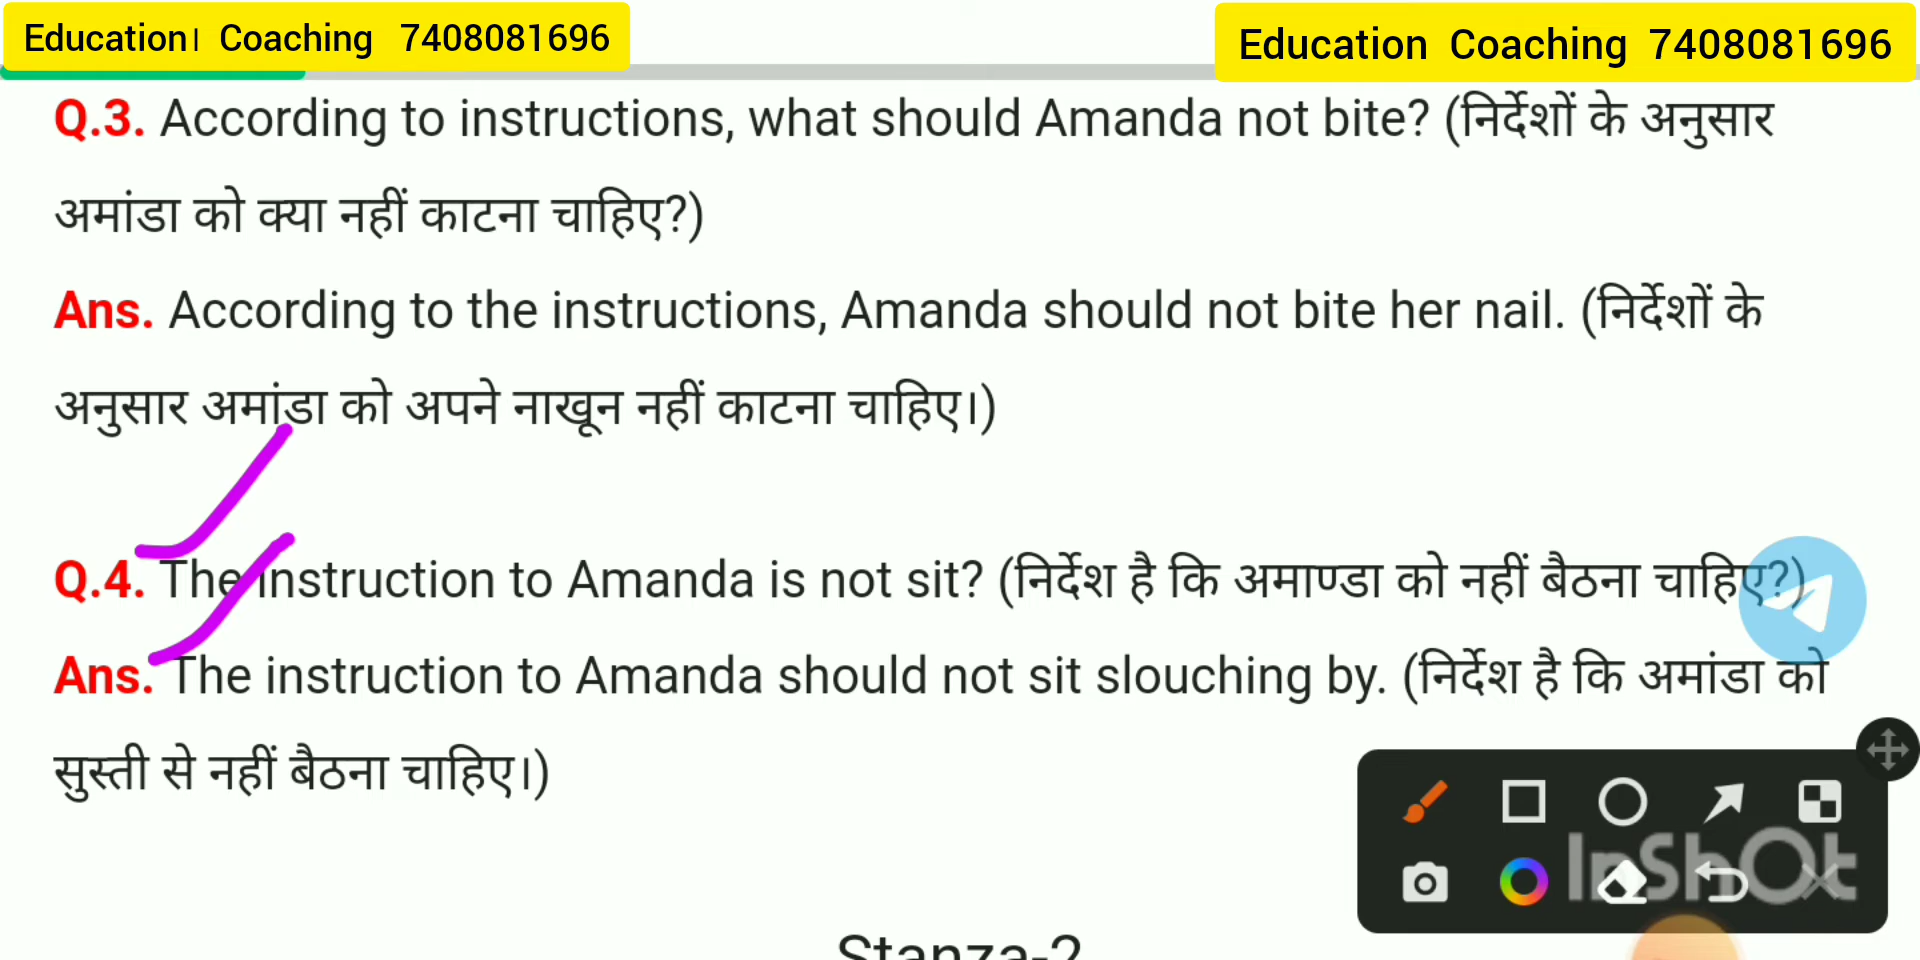 Education। Coaching 7408081696
Education Coaching 7408081696
Q.3. According to instructions, what should Amanda not bite? (निर्देशों के अनुसार
अमांडा को क्या नहीं काटना चाहिए?)
Ans. According to the instructions, Amanda should not bite her nail. (निर्देशों के
अनुसार अमांडा को अपने नाखून नहीं काटना चाहिए।)
Q.4. The instruction to Amanda is not sit? (निर्देश है कि अमाण्डा को नहीं बैठना चाहिए?)
Ans. The instruction to Amanda should not sit slouching by. (निर्देश है कि अमांडा को
सुस्ती से नहीं बैठना चाहिए।)
InShOt
Stanza-2